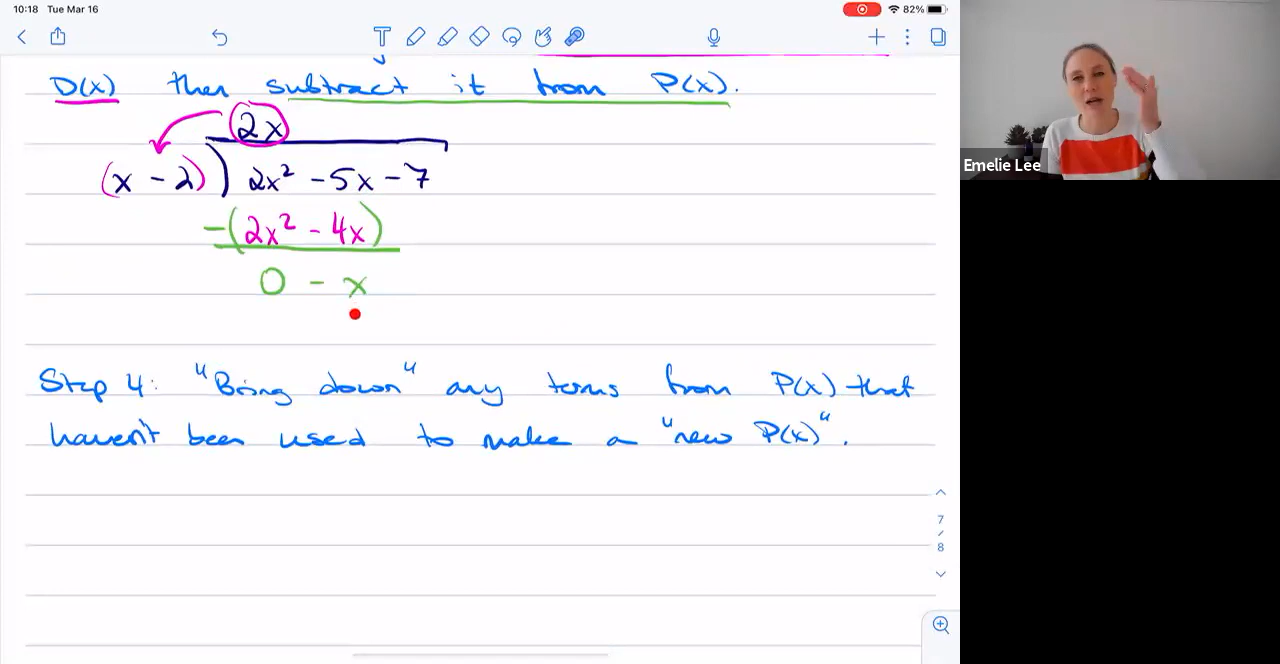 10:18 Tue Mar 16
82%
D(x) then subtract it from P(x).
2x
(x - 2) 2x² - 5x - 7
-(2x² - 4x)
0 - x
Step 4: "Bring down" any terms from P(x) that
haven't been used to make a "new P(x)".
7
8
Emelie Lee